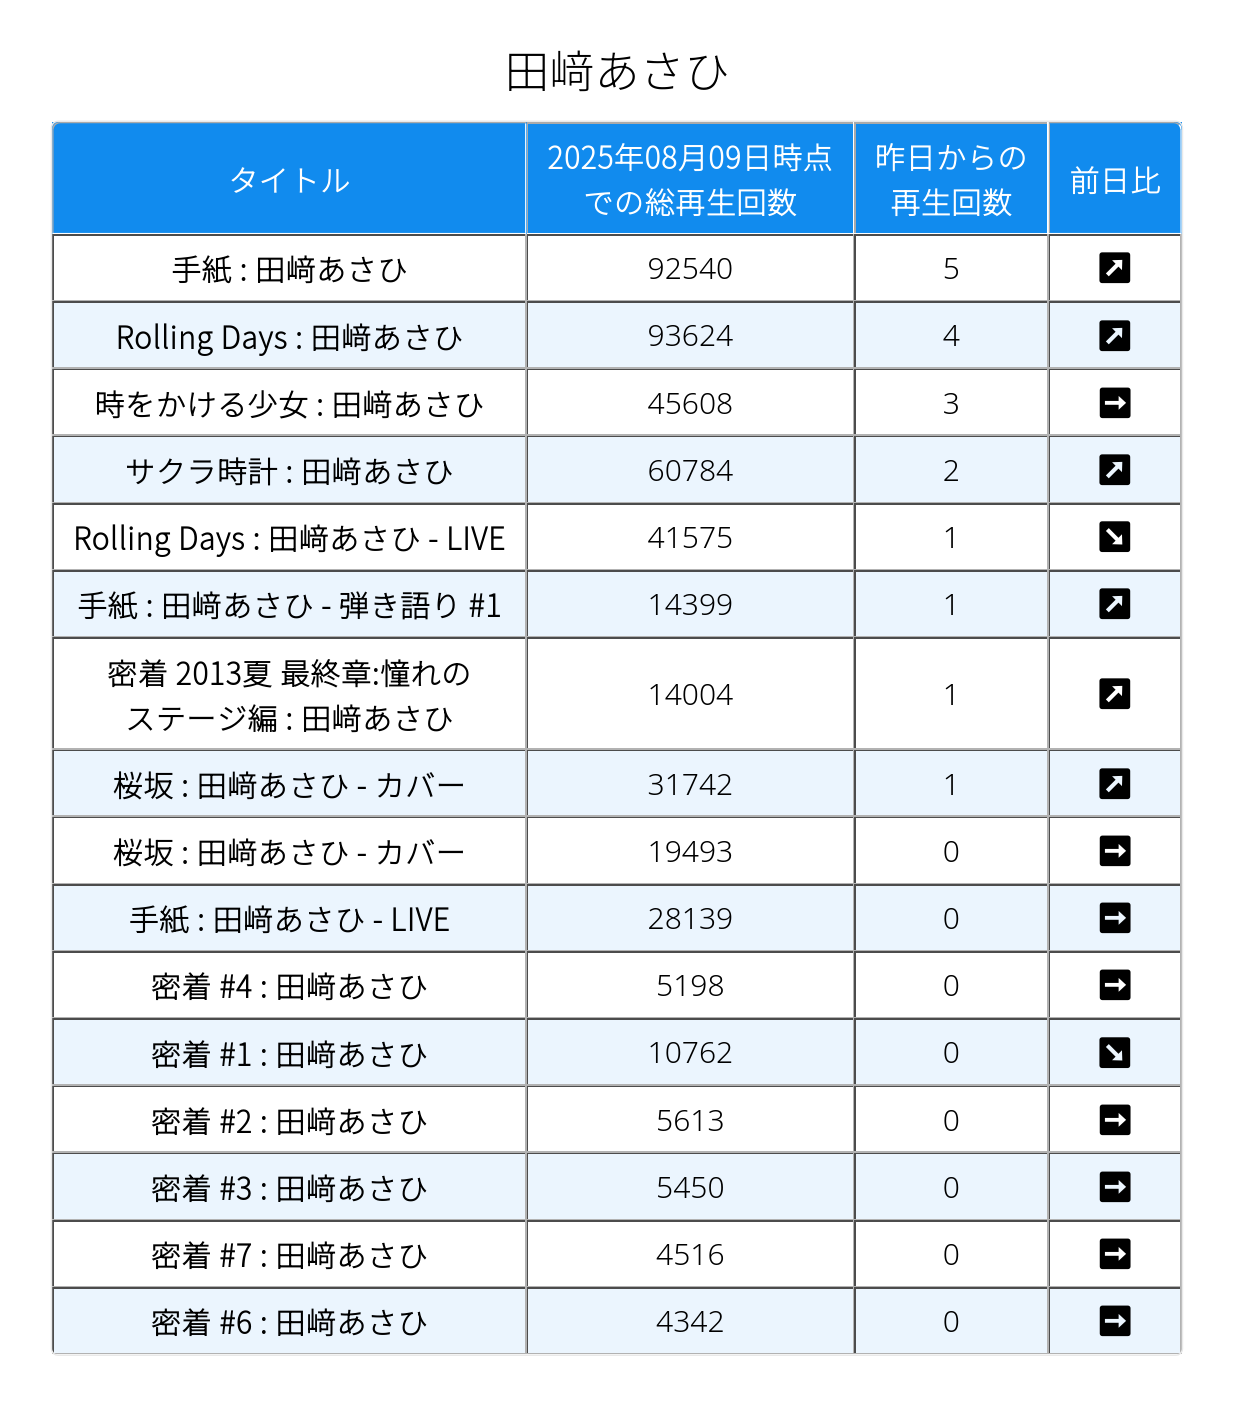 田﨑あさひ
タイトル
2025年08月09日時点
での総再生回数
昨日からの
再生回数
前日比
手紙 : 田﨑あさひ 92540 5
Rolling Days : 田﨑あさひ 93624 4
時をかける少女 : 田﨑あさひ 45608 3
サクラ時計 : 田﨑あさひ 60784 2
Rolling Days : 田﨑あさひ - LIVE 41575 1
手紙 : 田﨑あさひ - 弾き語り #1 14399 1
密着 2013夏 最終章:憧れの
ステージ編 : 田﨑あさひ 14004 1
桜坂 : 田﨑あさひ - カバー 31742 1
桜坂 : 田﨑あさひ - カバー 19493 0
手紙 : 田﨑あさひ - LIVE 28139 0
密着 #4 : 田﨑あさひ 5198 0
密着 #1 : 田﨑あさひ 10762 0
密着 #2 : 田﨑あさひ 5613 0
密着 #3 : 田﨑あさひ 5450 0
密着 #7 : 田﨑あさひ 4516 0
密着 #6 : 田﨑あさひ 4342 0